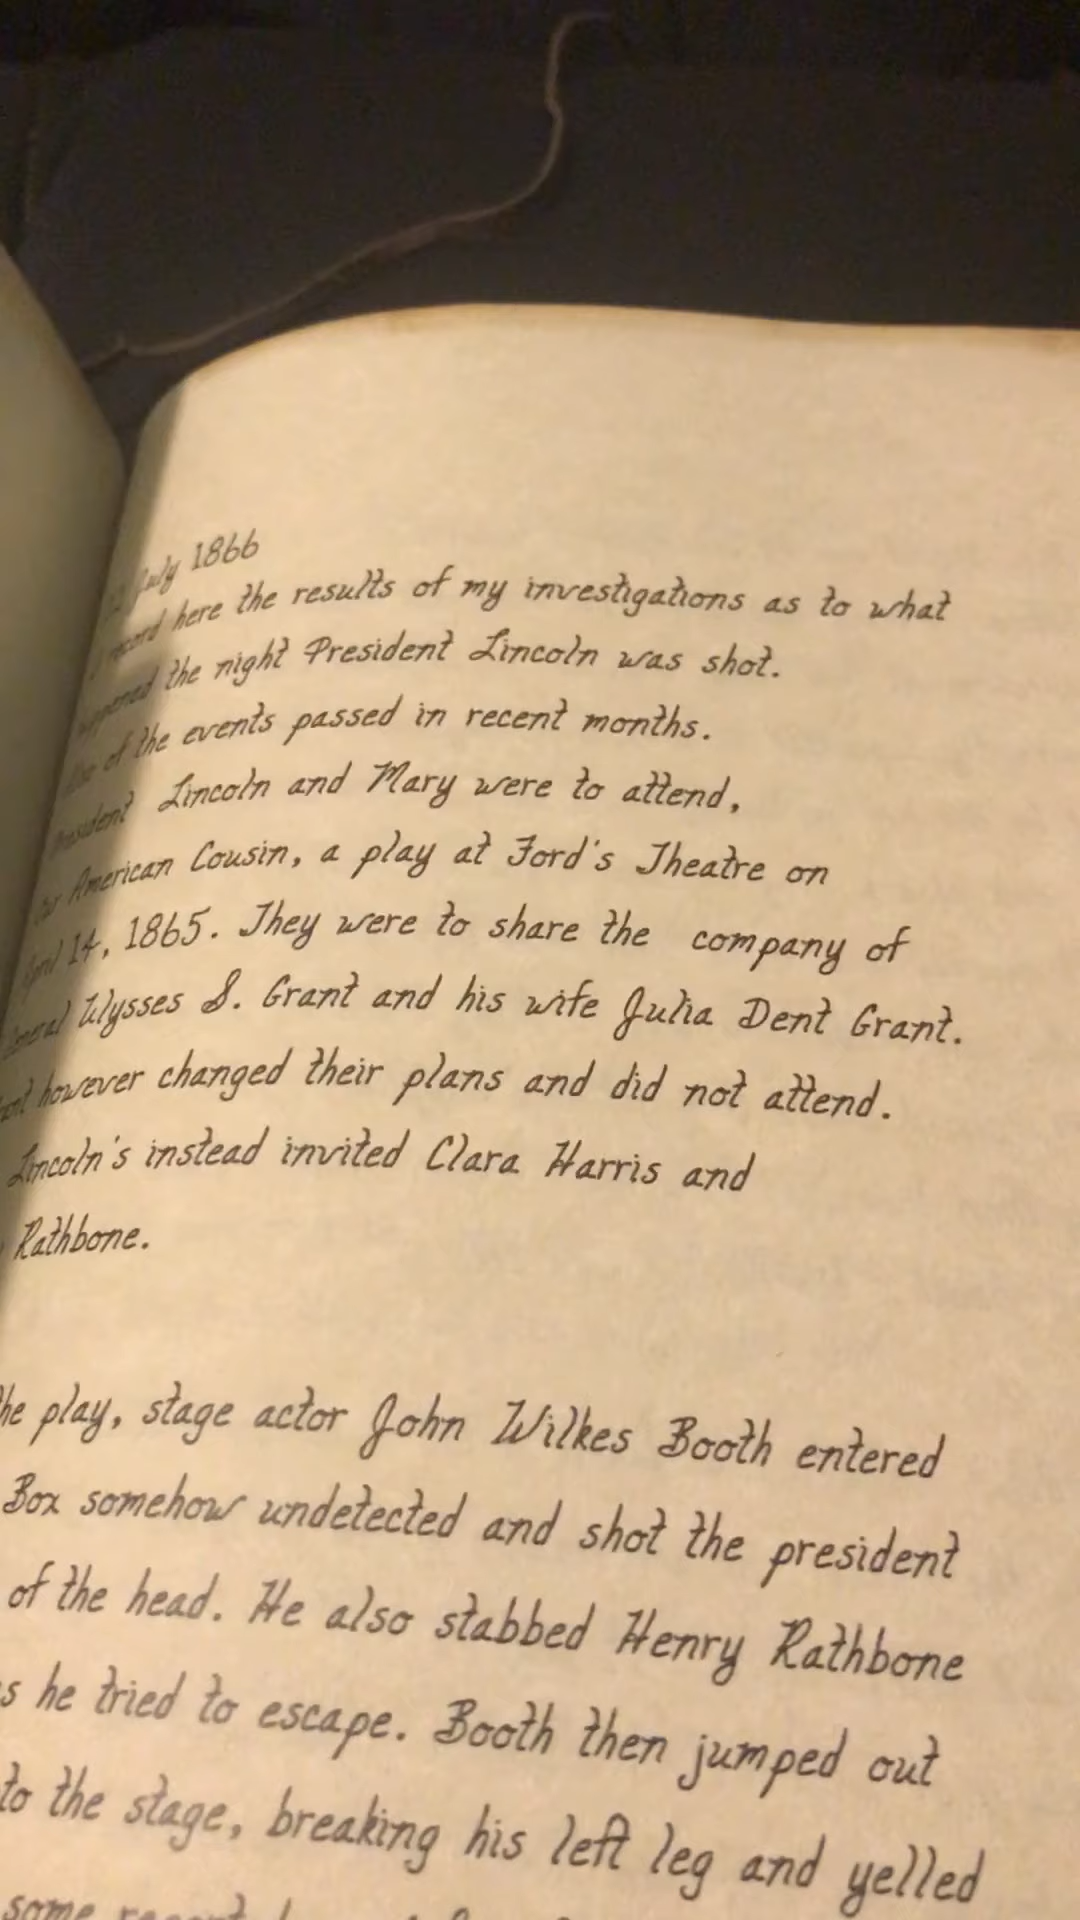 July 1866
record here the results of my investigations as to what
happened the night President Lincoln was shot.
of the events passed in recent months.
President Lincoln and Mary were to attend,
Our American Cousin, a play at Ford's Theatre on
April 14, 1865. They were to share the company of
General Ulysses S. Grant and his wife Julia Dent Grant.
however changed their plans and did not attend.
Lincoln's instead invited Clara Harris and
Rathbone.
the play, stage actor John Wilkes Booth entered
Box somehow undetected and shot the president
of the head. He also stabbed Henry Rathbone
he tried to escape. Booth then jumped out
to the stage, breaking his left leg and yelled
some